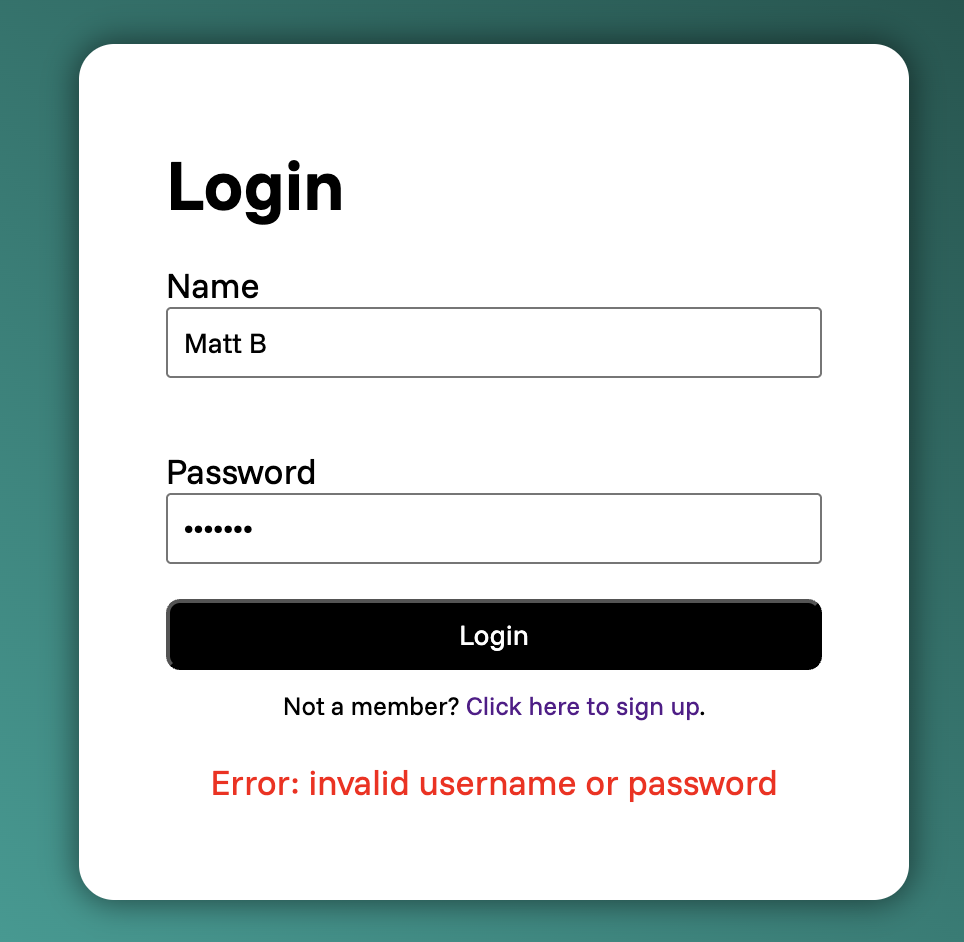 Login
Name
Matt B
Password
•••••••
Login
Not a member? Click here to sign up.
Error: invalid username or password